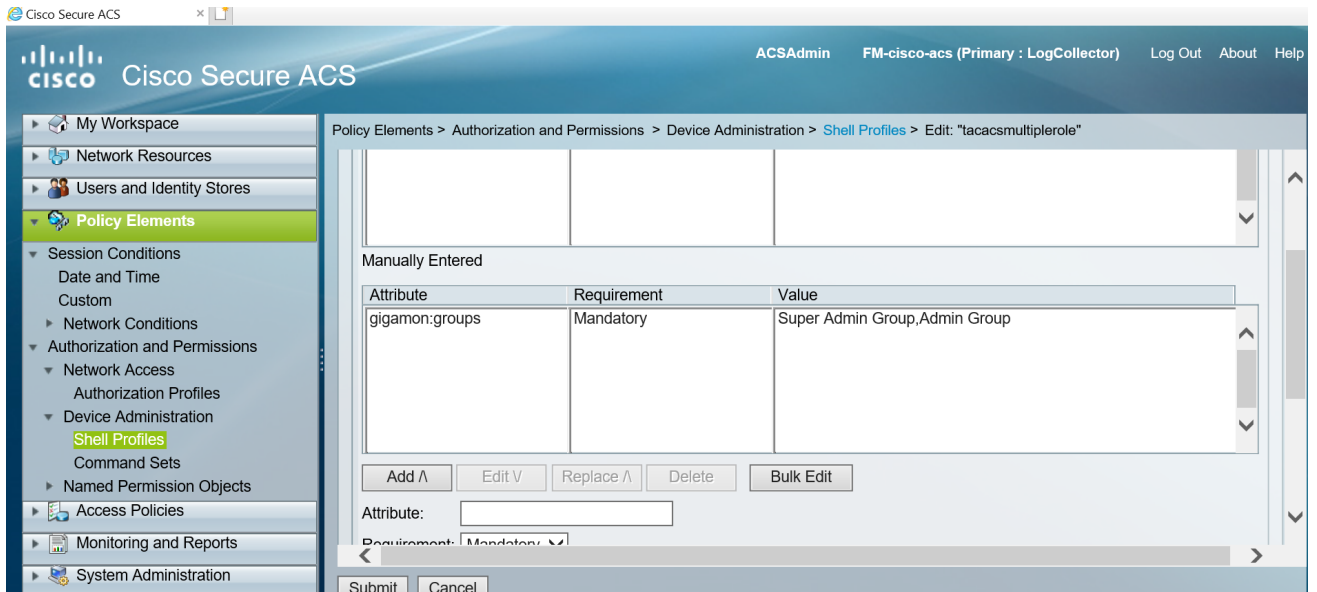 Cisco Secure ACS
CISCO Cisco Secure ACS
ACSAdmin FM-cisco-acs (Primary : LogCollector) Log Out About Help
My Workspace
Network Resources
Users and Identity Stores
Policy Elements
Session Conditions
Date and Time
Custom
Network Conditions
Authorization and Permissions
Network Access
Authorization Profiles
Device Administration
Shell Profiles
Command Sets
Named Permission Objects
Access Policies
Monitoring and Reports
System Administration
Policy Elements > Authorization and Permissions > Device Administration > Shell Profiles > Edit: "tacacsmultiplerole"
Manually Entered
Attribute Requirement Value
gigamon:groups Mandatory Super Admin Group,Admin Group
Add /\ Edit \/ Replace /\ Delete Bulk Edit
Attribute:
Requirement: Mandatory
Submit Cancel